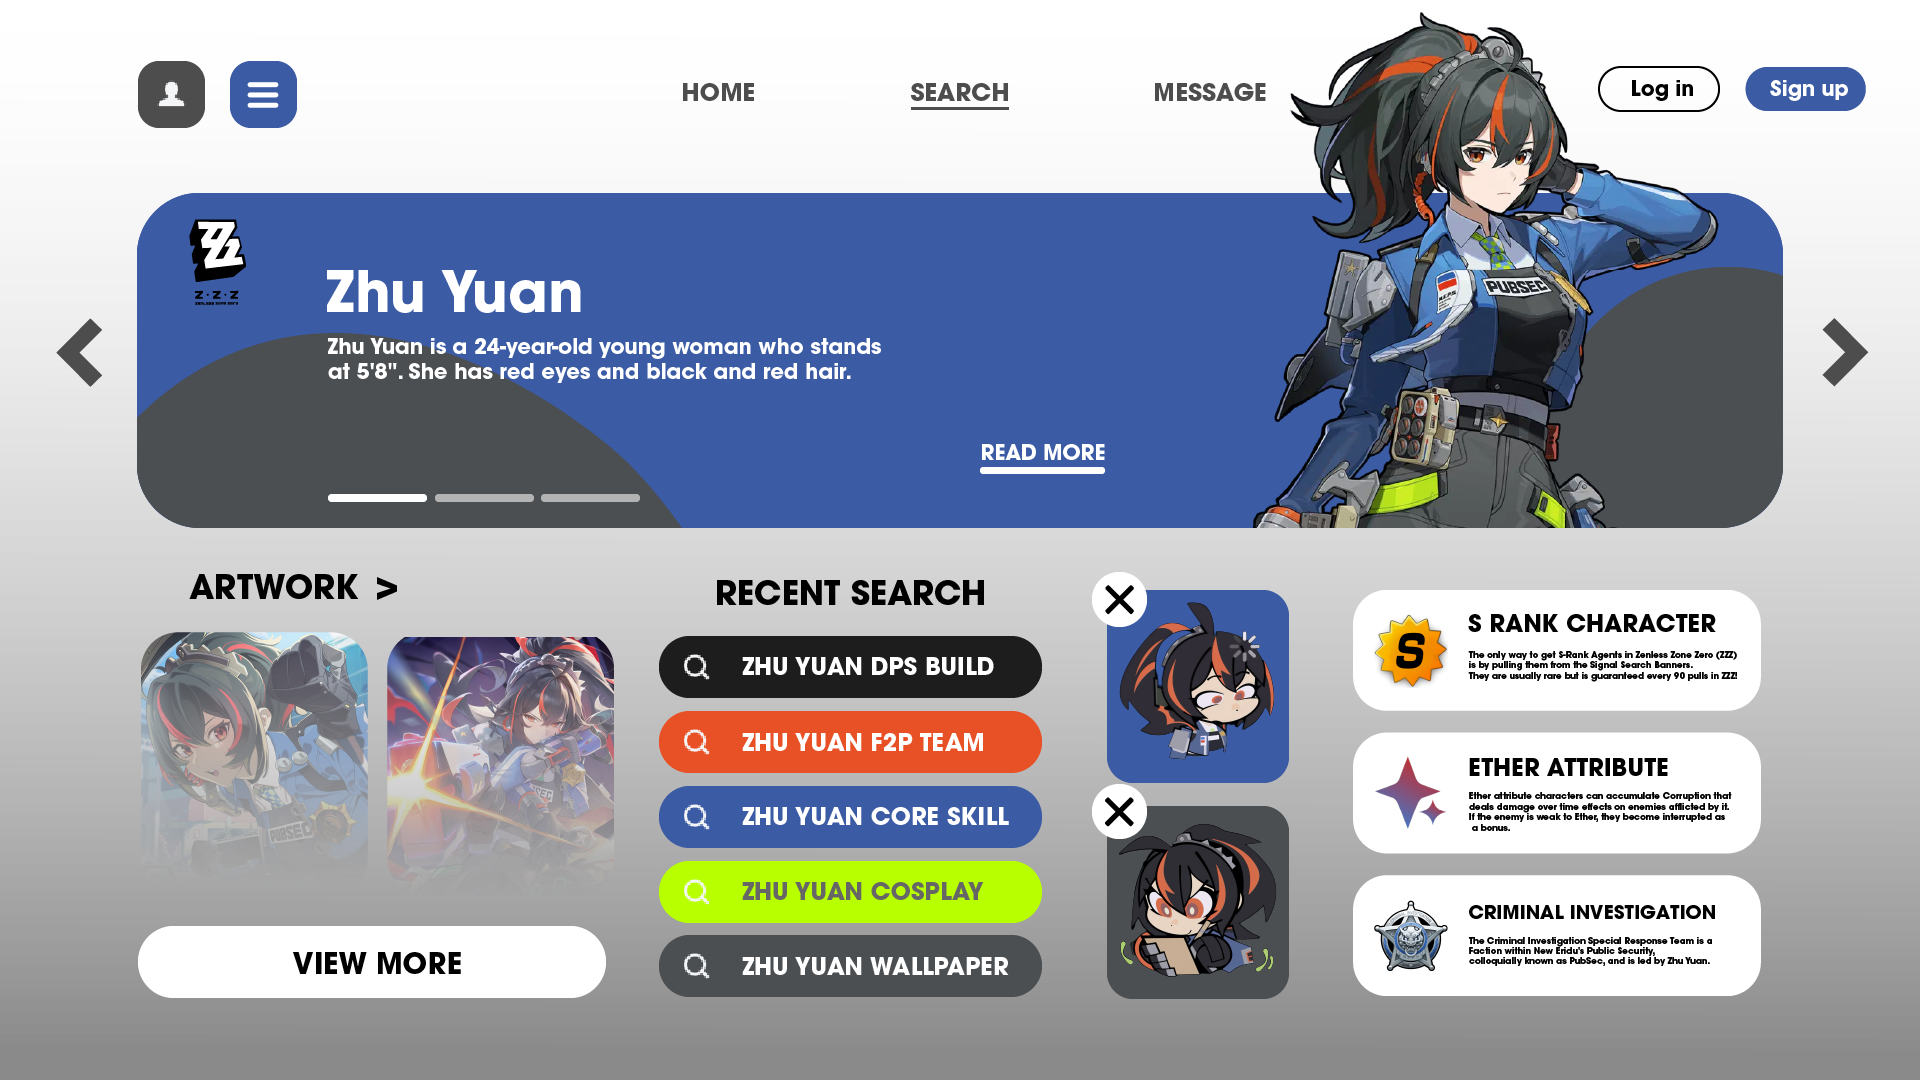 HOME
SEARCH
MESSAGE
Log in
Sign up
Z·Z·Z
Zhu Yuan
Zhu Yuan is a 24-year-old young woman who stands
at 5'8". She has red eyes and black and red hair.
PUBSEC
READ MORE
ARTWORK >
PUBSEC
VIEW MORE
RECENT SEARCH
ZHU YUAN DPS BUILD
ZHU YUAN F2P TEAM
ZHU YUAN CORE SKILL
ZHU YUAN COSPLAY
ZHU YUAN WALLPAPER
S
S RANK CHARACTER
The only way to get S-Rank Agents in Zenless Zone Zero (ZZZ)
is by pulling them from the Signal Search Banners.
They are usually rare but is guaranteed every 90 pulls in ZZZ!
ETHER ATTRIBUTE
Ether attribute characters can accumulate Corruption that
deals damage over time effects on enemies afflicted by it.
If the enemy is weak to Ether, they become interrupted as
a bonus.
CRIMINAL INVESTIGATION
The Criminal Investigation Special Response Team is a
Faction within New Eridu's Public Security,
colloquially known as PubSec, and is led by Zhu Yuan.